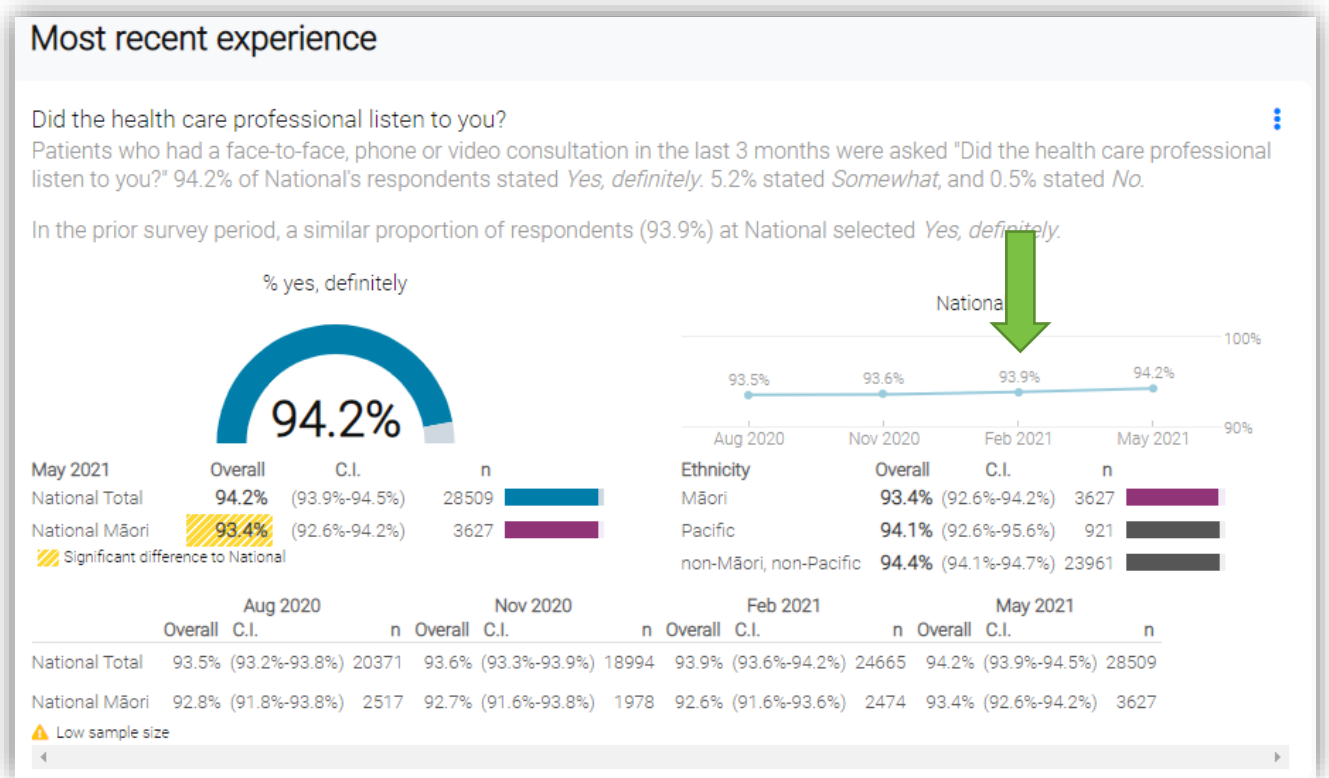 Most recent experience
Did the health care professional listen to you?
Patients who had a face-to-face, phone or video consultation in the last 3 months were asked "Did the health care professional
listen to you?" 94.2% of National's respondents stated Yes, definitely. 5.2% stated Somewhat, and 0.5% stated No.
In the prior survey period, a similar proportion of respondents (93.9%) at National selected Yes, definitely.
% yes, definitely
94.2%
National
100%
93.5% 93.6% 93.9% 94.2%
90%
Aug 2020 Nov 2020 Feb 2021 May 2021
May 2021 Overall C.I. n
National Total 94.2% (93.9%-94.5%) 28509
National Māori 93.4% (92.6%-94.2%) 3627
Significant difference to National
Ethnicity Overall C.I. n
Māori 93.4% (92.6%-94.2%) 3627
Pacific 94.1% (92.6%-95.6%) 921
non-Māori, non-Pacific 94.4% (94.1%-94.7%) 23961
Aug 2020 Nov 2020 Feb 2021 May 2021
Overall C.I. n Overall C.I. n Overall C.I. n Overall C.I. n
National Total 93.5% (93.2%-93.8%) 20371 93.6% (93.3%-93.9%) 18994 93.9% (93.6%-94.2%) 24665 94.2% (93.9%-94.5%) 28509
National Māori 92.8% (91.8%-93.8%) 2517 92.7% (91.6%-93.8%) 1978 92.6% (91.6%-93.6%) 2474 93.4% (92.6%-94.2%) 3627
Low sample size